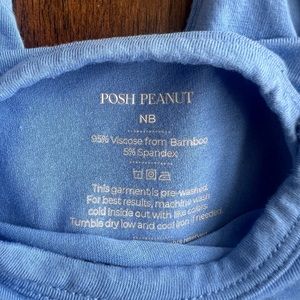 POSH PEANUT
NB
95% Viscose from Bamboo
5% Spandex
This garment is pre-washed.
For best results, machine wash
cold inside out with like colors.
Tumble dry low and cool iron if needed.